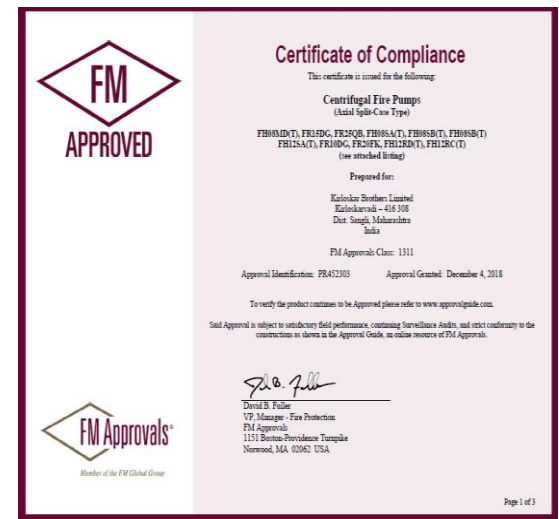 FM
APPROVED
Certificate of Compliance
This certificate is issued for the following:
Centrifugal Fire Pumps
(Axial Split-Case Type)
FH08MD(T), FR15DG, FR25QB, FH08SA(T), FH08SB(T), FH08SB(T)
FH12SA(T), FR10DG, FR20FK, FH12RD(T), FH12RC(T)
(see attached listing)
Prepared for:
Kirloskar Brothers Limited
Kirloskarvadi – 416 308
Dist. Sangli, Maharashtra
India
FM Approvals Class: 1311
Approval Identification: PR452303 Approval Granted: December 4, 2018
To verify the product continues to be Approved please refer to www.approvalguide.com.
Said Approval is subject to satisfactory field performance, continuing Surveillance Audits, and strict conformity to the
constructions as shown in the Approval Guide, an online resource of FM Approvals.
David B. Fuller
VP, Manager - Fire Protection
FM Approvals
1151 Boston-Providence Turnpike
Norwood, MA 02062 USA
FM Approvals®
Member of the FM Global Group
Page 1 of 3